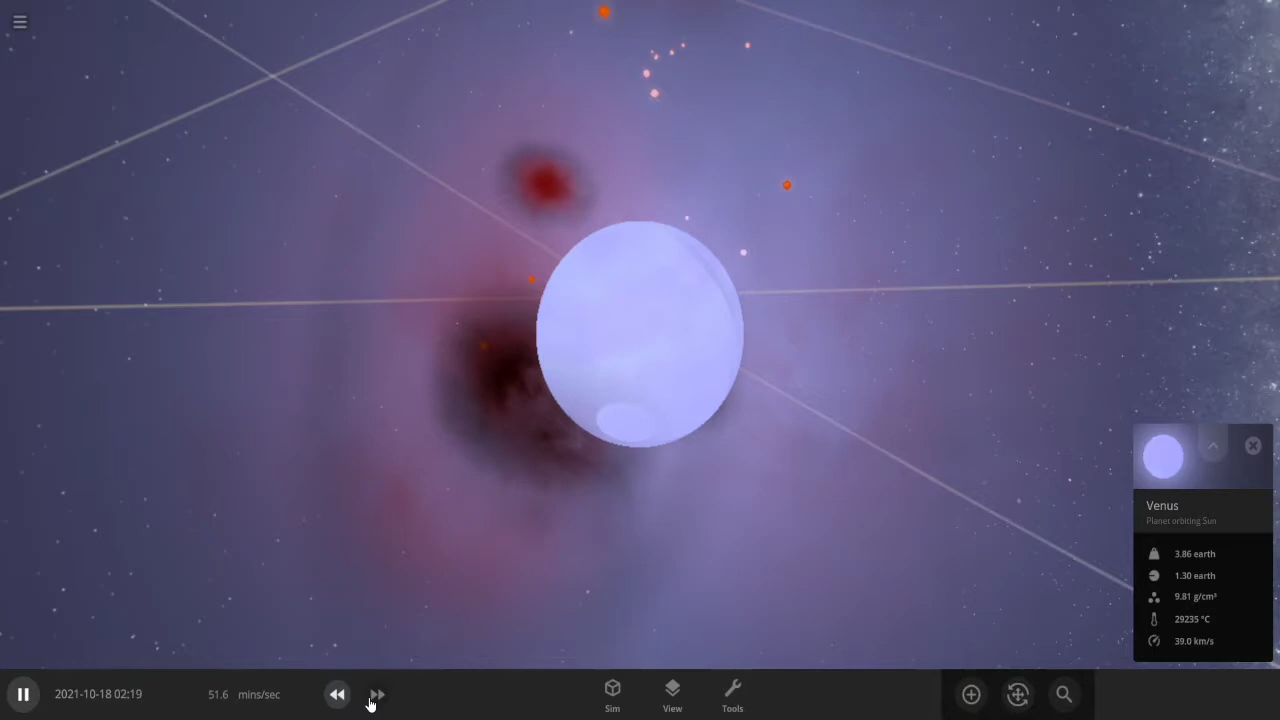 Venus
Planet orbiting Sun
3.86 earth
1.30 earth
9.81 g/cm³
29235 °C
39.0 km/s
2021-10-18 02:19
51.6 mins/sec
Sim
View
Tools